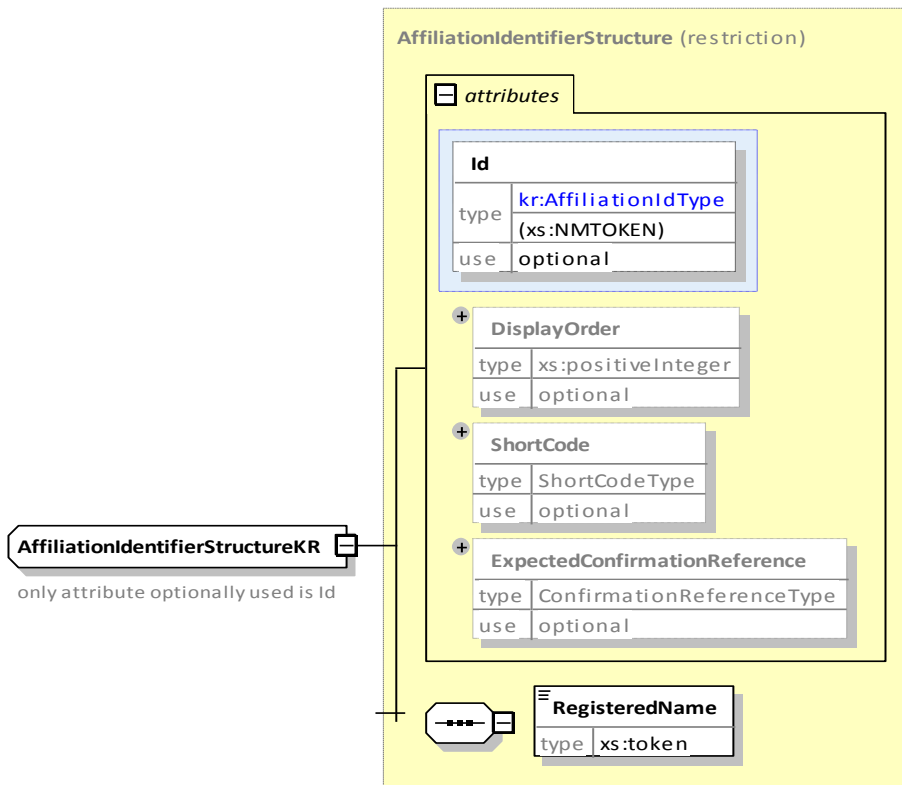 AffiliationIdentifierStructure (restriction)
attributes
Id
type kr:AffiliationIdType
(xs:NMTOKEN)
use optional
DisplayOrder
type xs:positiveInteger
use optional
ShortCode
type ShortCodeType
use optional
AffiliationIdentifierStructureKR
only attribute optionally used is Id
ExpectedConfirmationReference
type ConfirmationReferenceType
use optional
RegisteredName
type xs:token